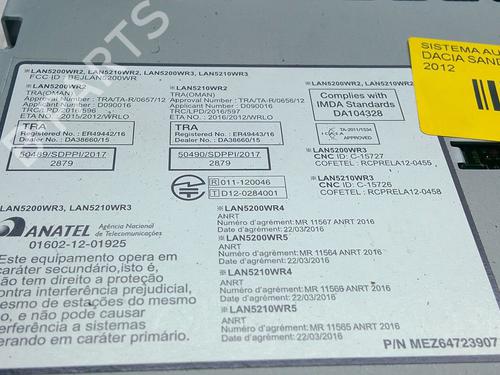 ※LAN5200WR2, LAN5210WR2, LAN5200WR3, LAN5210WR3
FCC ID : BEJLAN5200WR
※LAN5200WR2
TRA(OMAN)
Approval Number : TRA/TA-R/0657/12
Approval Number : D090016
TRC/LPD/2016/596
ETA-No : 2015/2012/WRLO
TRA
Registered No. : ER49442/16
Dealer No. : DA38660/15
50489/SDPPI/2017
2879
※LAN5210WR2
TRA(OMAN)
Approval Number : TRA/TA-R/0656/12
Approval Number : D090016
TRC/LPD/2016/597
ETA-No : 2016/2012/WRLO
TRA
Registered No. : ER49443/16
Dealer No. : DA38660/15
50490/SDPPI/2017
2879
R 011-120046
T D12-0284001
※LAN5200WR2, LAN5210WR2
Complies with
IMDA Standards
DA104328
TA-2011/1534
※LAN5200WR3
CNC ID: C-15727
COFETEL : RCPRELA12-0455
※LAN5210WR3
CNC ID: C-15726
COFETEL : RCPRELA12-0458
LAN5200WR3, LAN5210WR3
ANATEL
Agência Nacional
de Telecomunicações
01602-12-01925
"Este equipamento opera em
caráter secundário,isto é,
não tem direito a proteção
contra interferência prejudicial,
mesmo de estações do mesmo
o, e não pode causar
erferência a sistemas
erando em caráter primário.
※LAN5200WR4
ANRT
Numéro d'agrément: MR 11567 ANRT 2016
Date d'agrément: 22/03/2016
※LAN5200WR5
ANRT
Numéro d'agrément: MR 11564 ANRT 2016
Date d'agrément: 22/03/2016
※LAN5210WR4
ANRT
Numéro d'agrément: MR 11566 ANRT 2016
Date d'agrément: 22/03/2016
※LAN5210WR5
ANRT
Numéro d'agrément: MR 11565 ANRT 2016
Date d'agrément: 22/03/2016
P/N MEZ64723907
SISTEMA AU
DACIA SAND
2012
B-PARTS